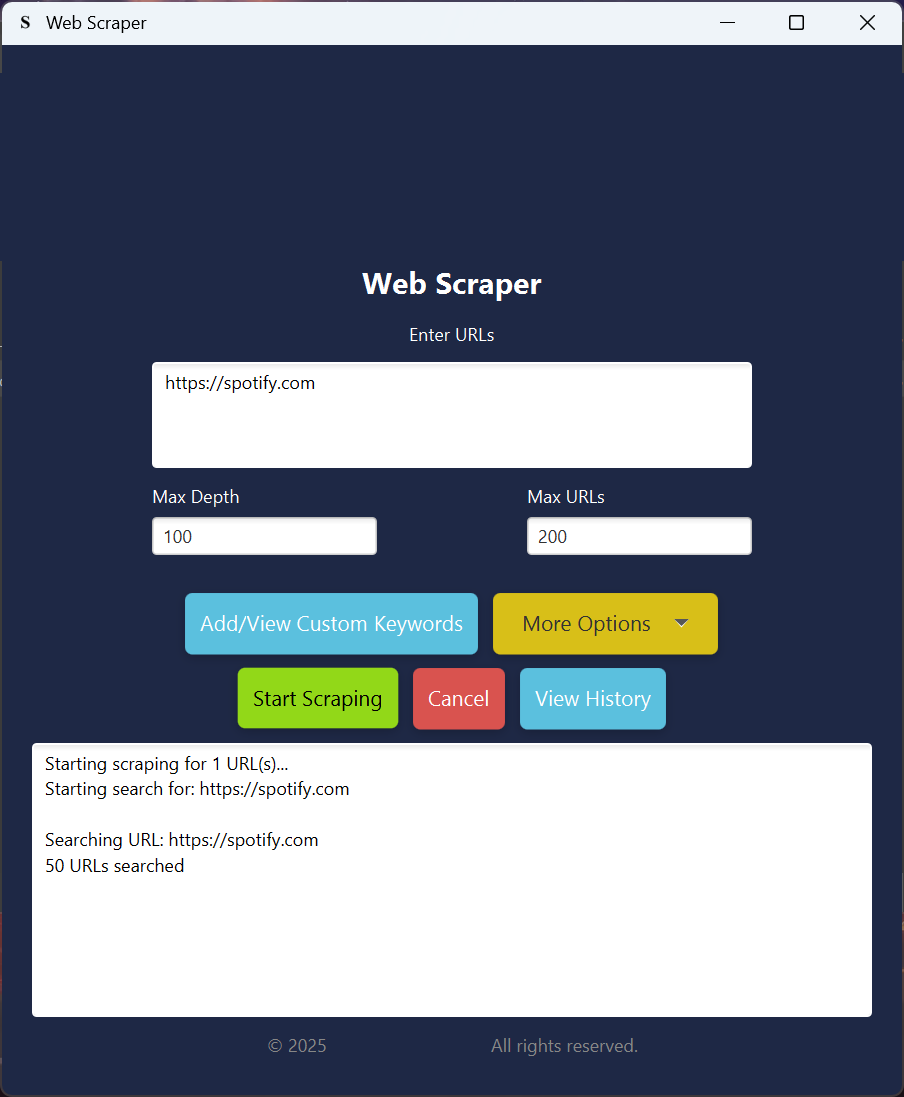 S Web Scraper
Web Scraper
Enter URLs
https://spotify.com
Max Depth Max URLs
100 200
Add/View Custom Keywords More Options
Start Scraping Cancel View History
Starting scraping for 1 URL(s)...
Starting search for: https://spotify.com
Searching URL: https://spotify.com
50 URLs searched
© 2025 All rights reserved.